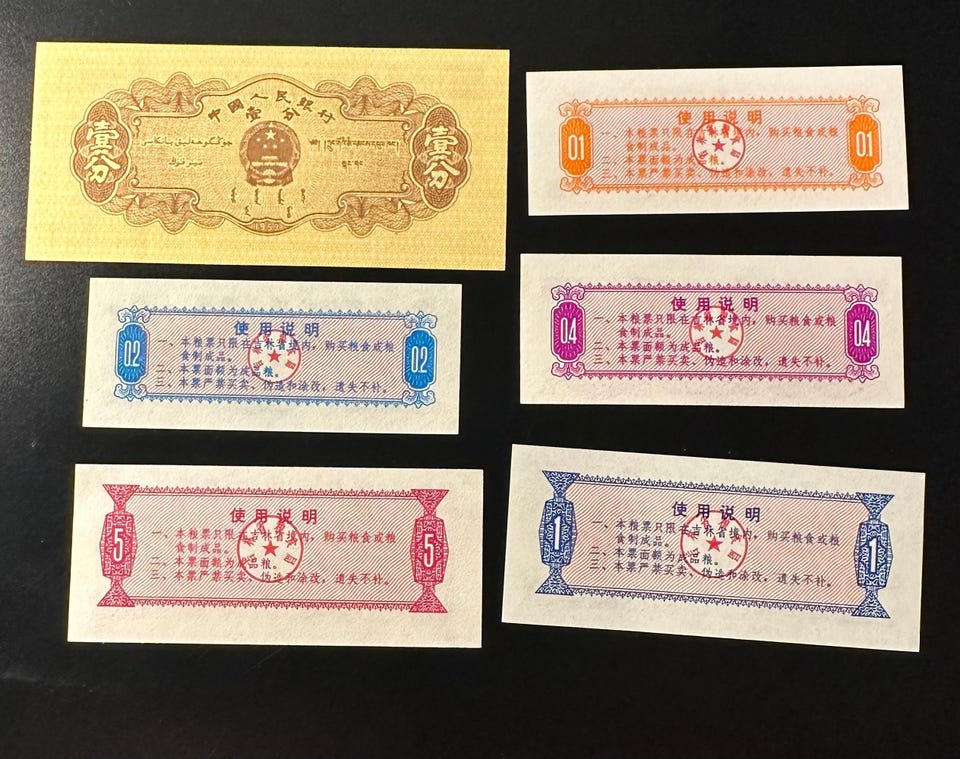 中國人民銀行
壹分
壹分
壹分
1953
使用说明
一、本粮票只限在吉林省境内，购买粮食或粮
食制成品。
二、本票面额为成品粮。
三、本票严禁买卖、伪造和涂改，遗失不补。
0.1
0.1
使用说明
一、本粮票只限在吉林省境内，购买粮食或粮
食制成品。
二、本票面额为成品粮。
三、本票严禁买卖、伪造和涂改，遗失不补。
0.2
0.2
使用说明
一、本粮票只限在吉林省境内，购买粮食或粮
食制成品。
二、本票面额为成品粮。
三、本票严禁买卖、伪造和涂改，遗失不补。
0.4
0.4
使用说明
一、本粮票只限在吉林省境内，购买粮食或粮
食制成品。
二、本票面额为成品粮。
三、本票严禁买卖、伪造和涂改，遗失不补。
5
5
使用说明
一、本粮票只限在吉林省境内，购买粮食或粮
食制成品。
二、本票面额为成品粮。
三、本票严禁买卖、伪造和涂改，遗失不补。
1
1